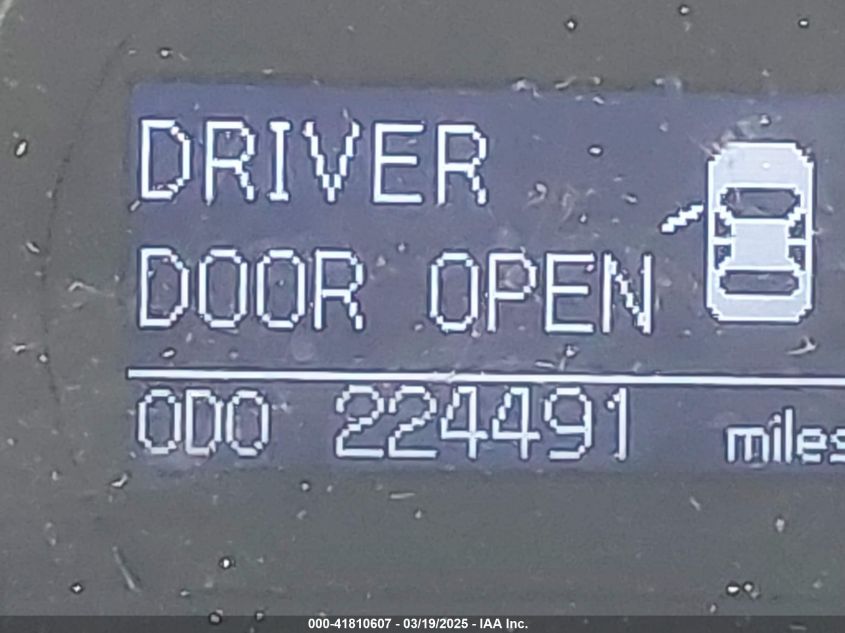 DRIVER
DOOR OPEN
ODO 224491 miles
000-41810607 - 03/19/2025 - IAA Inc.